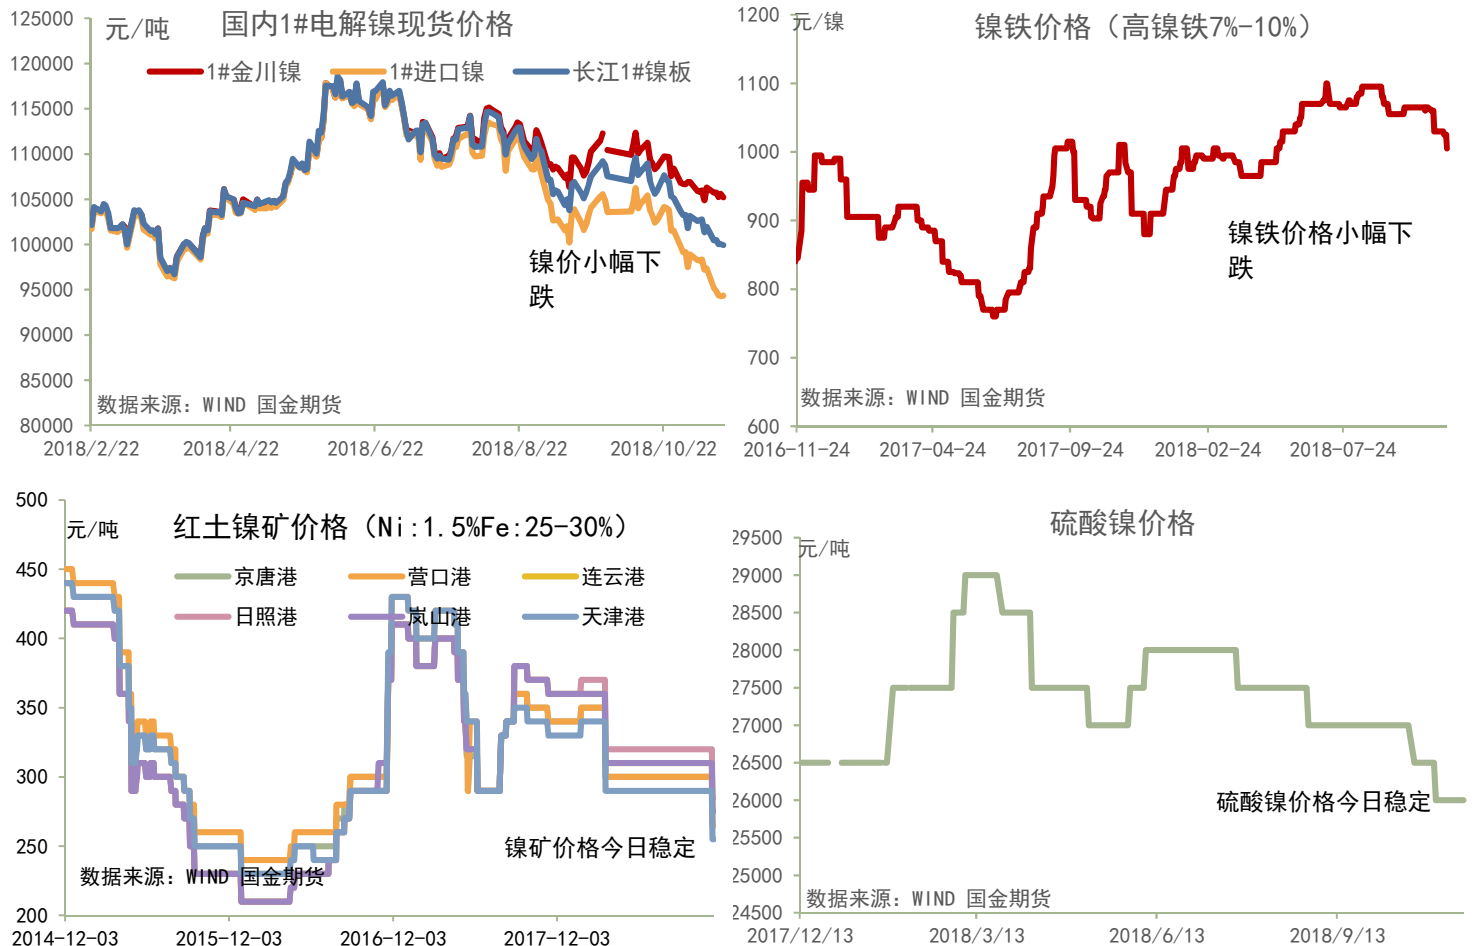 国内1#电解镍现货价格
元/吨
1#金川镍
1#进口镍
长江1#镍板
125000
120000
115000
110000
105000
100000
95000
90000
85000
80000
镍价小幅下
跌
数据来源: WIND 国金期货
2018/2/22
2018/4/22
2018/6/22
2018/8/22
2018/10/22
镍铁价格（高镍铁7%-10%）
元/镍
1200
1100
1000
900
800
700
600
镍铁价格小幅下
跌
数据来源: WIND 国金期货
2016-11-24
2017-04-24
2017-09-24
2018-02-24
2018-07-24
红土镍矿价格（Ni:1.5%Fe:25-30%）
元/吨
京唐港
营口港
连云港
日照港
岚山港
天津港
500
450
400
350
300
250
200
镍矿价格今日稳定
数据来源: WIND 国金期货
2014-12-03
2015-12-03
2016-12-03
2017-12-03
硫酸镍价格
元/吨
29500
29000
28500
28000
27500
27000
26500
26000
25500
25000
24500
硫酸镍价格今日稳定
数据来源: WIND 国金期货
2017/12/13
2018/3/13
2018/6/13
2018/9/13